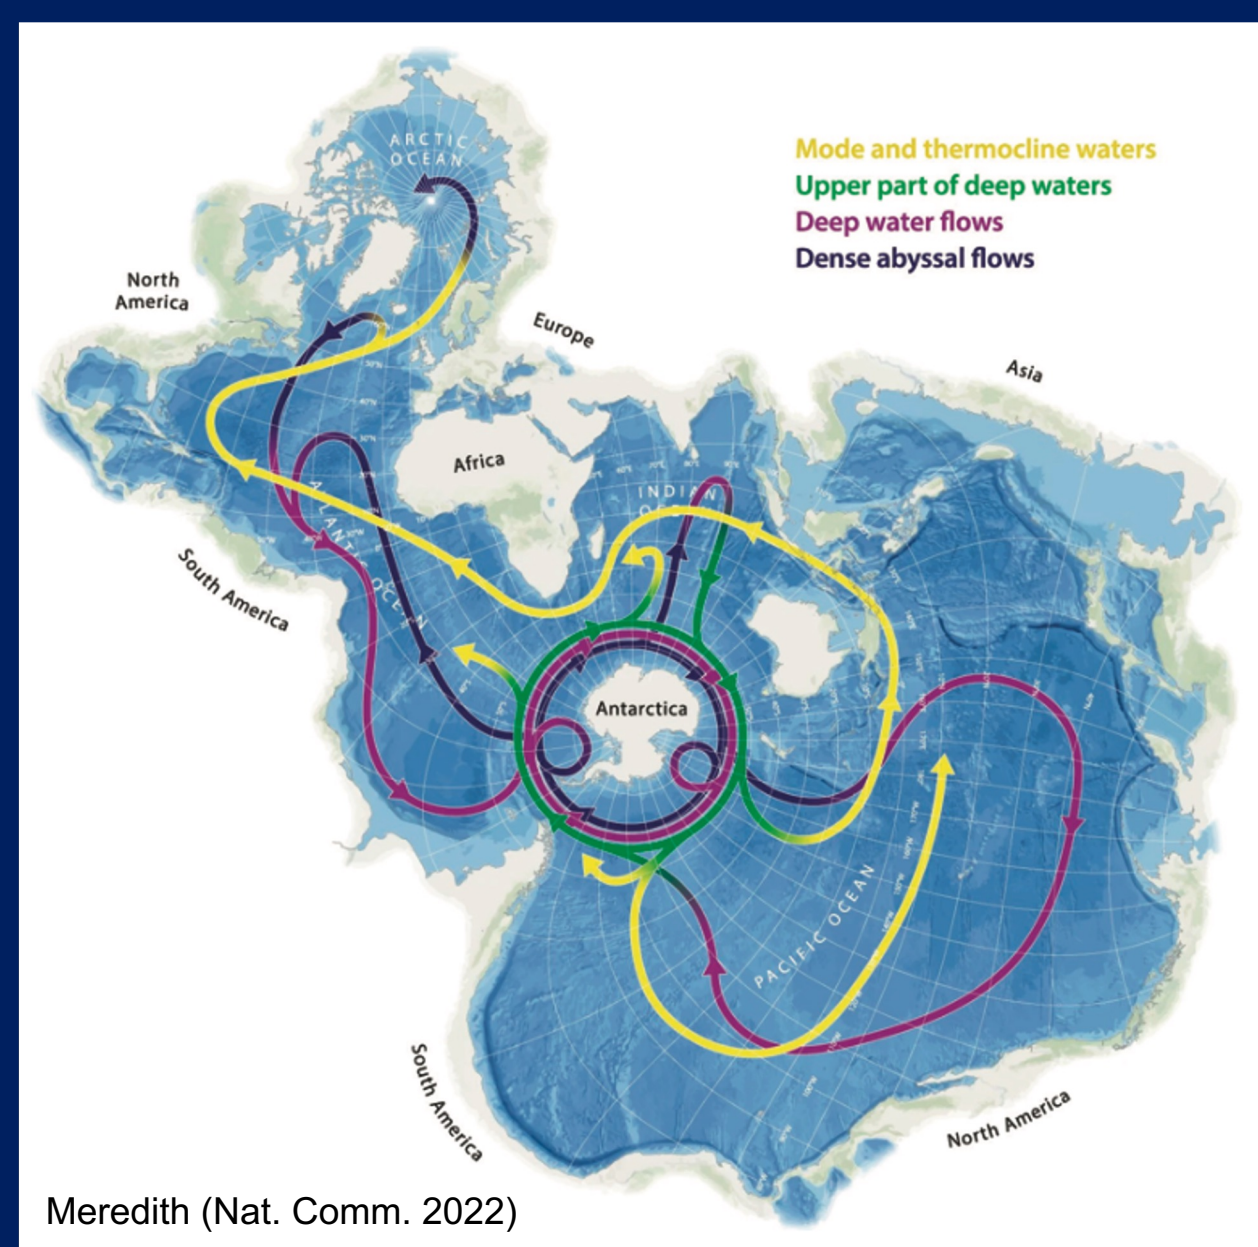 ARCTIC
OCEAN
Mode and thermocline waters
Upper part of deep waters
Deep water flows
Dense abyssal flows
North
America
Europe
Asia
Africa
INDIAN
ATLANTIC OCEAN
South America
Antarctica
PACIFIC OCEAN
South America
North America
Meredith (Nat. Comm. 2022)